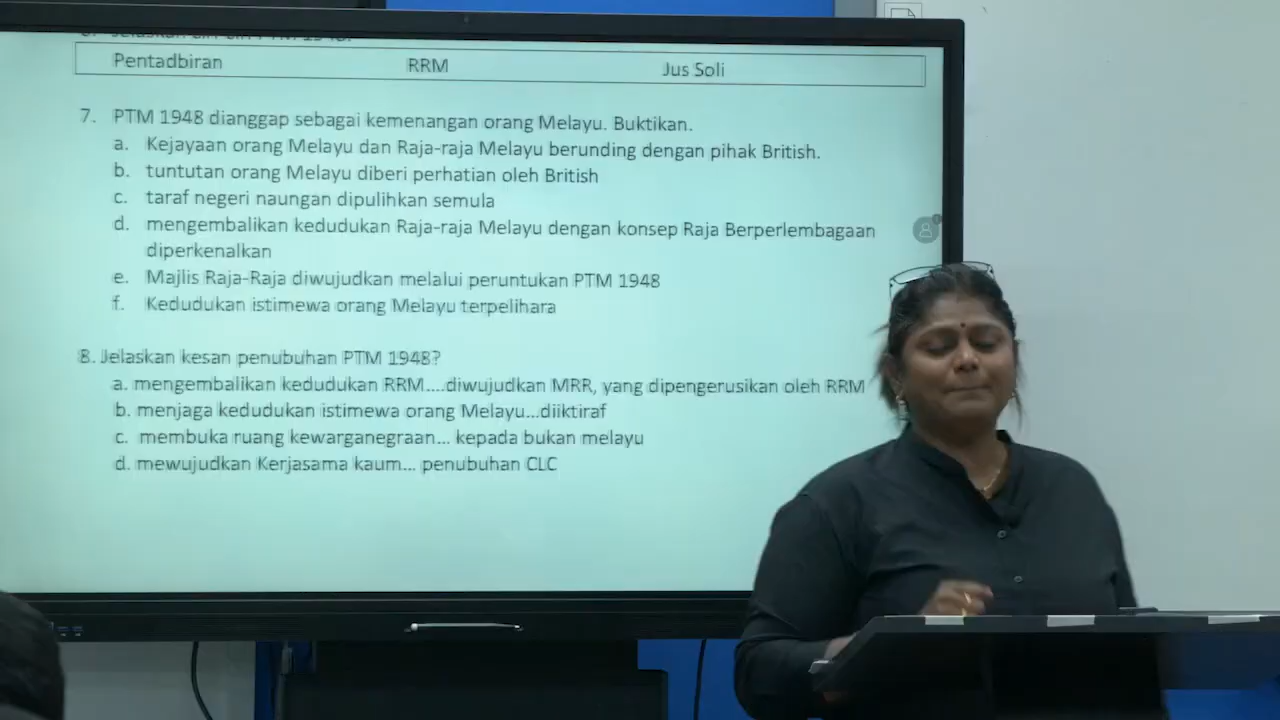 Pentadbiran RRM Jus Soli
7. PTM 1948 dianggap sebagai kemenangan orang Melayu. Buktikan.
a. Kejayaan orang Melayu dan Raja-raja Melayu berunding dengan pihak British.
b. tuntutan orang Melayu diberi perhatian oleh British
c. taraf negeri naungan dipulihkan semula
d. mengembalikan kedudukan Raja-raja Melayu dengan konsep Raja Berperlembagaan
diperkenalkan
e. Majlis Raja-Raja diwujudkan melalui peruntukan PTM 1948
f. Kedudukan istimewa orang Melayu terpelihara
8. Jelaskan kesan penubuhan PTM 1948?
a. mengembalikan kedudukan RRM....diwujudkan MRR, yang dipengerusikan oleh RRM
b. menjaga kedudukan istimewa orang Melayu...diiktiraf
c. membuka ruang kewarganegraan... kepada bukan melayu
d. mewujudkan Kerjasama kaum... penubuhan CLC